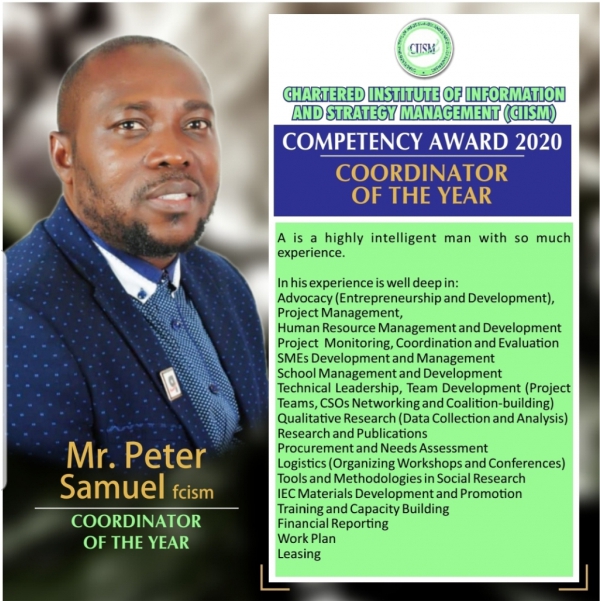 CIISM
CHARTERED INSTITUTE OF INFORMATION
AND STRATEGY MANAGEMENT (CIISM)
COMPETENCY AWARD 2020
COORDINATOR
OF THE YEAR
A is a highly intelligent man with so much
experience.
In his experience is well deep in:
Advocacy (Entrepreneurship and Development),
Project Management,
Human Resource Management and Development
Project Monitoring, Coordination and Evaluation
SMEs Development and Management
School Management and Development
Technical Leadership, Team Development (Project
Teams, CSOs Networking and Coalition-building)
Qualitative Research (Data Collection and Analysis)
Research and Publications
Procurement and Needs Assessment
Logistics (Organizing Workshops and Conferences)
Tools and Methodologies in Social Research
IEC Materials Development and Promotion
Training and Capacity Building
Financial Reporting
Work Plan
Leasing
Mr. Peter
Samuel fcism
COORDINATOR
OF THE YEAR